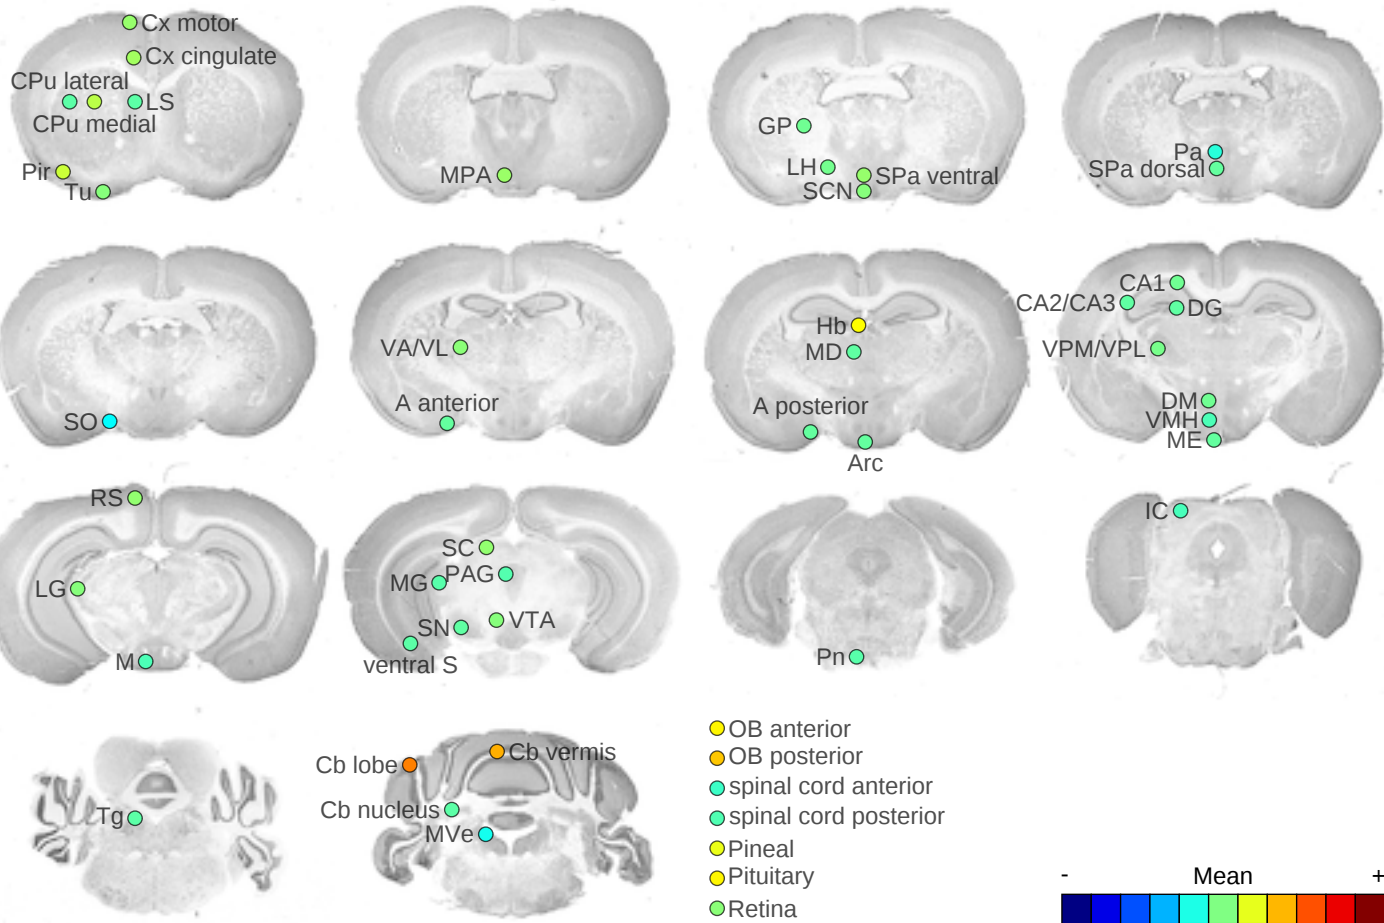 Cx motor
Cx cingulate
CPu lateral
LS
CPu medial
Pir
Tu
MPA
GP
LH
SPa ventral
SCN
Pa
SPa dorsal
SO
VA/VL
A anterior
Hb
MD
A posterior
Arc
CA1
CA2/CA3
DG
VPM/VPL
DM
VMH
ME
RS
LG
M
SC
MG
PAG
SN
VTA
ventral S
Pn
IC
Tg
Cb lobe
Cb vermis
Cb nucleus
MVe
OB anterior
OB posterior
spinal cord anterior
spinal cord posterior
Pineal
Pituitary
Retina
- Mean +